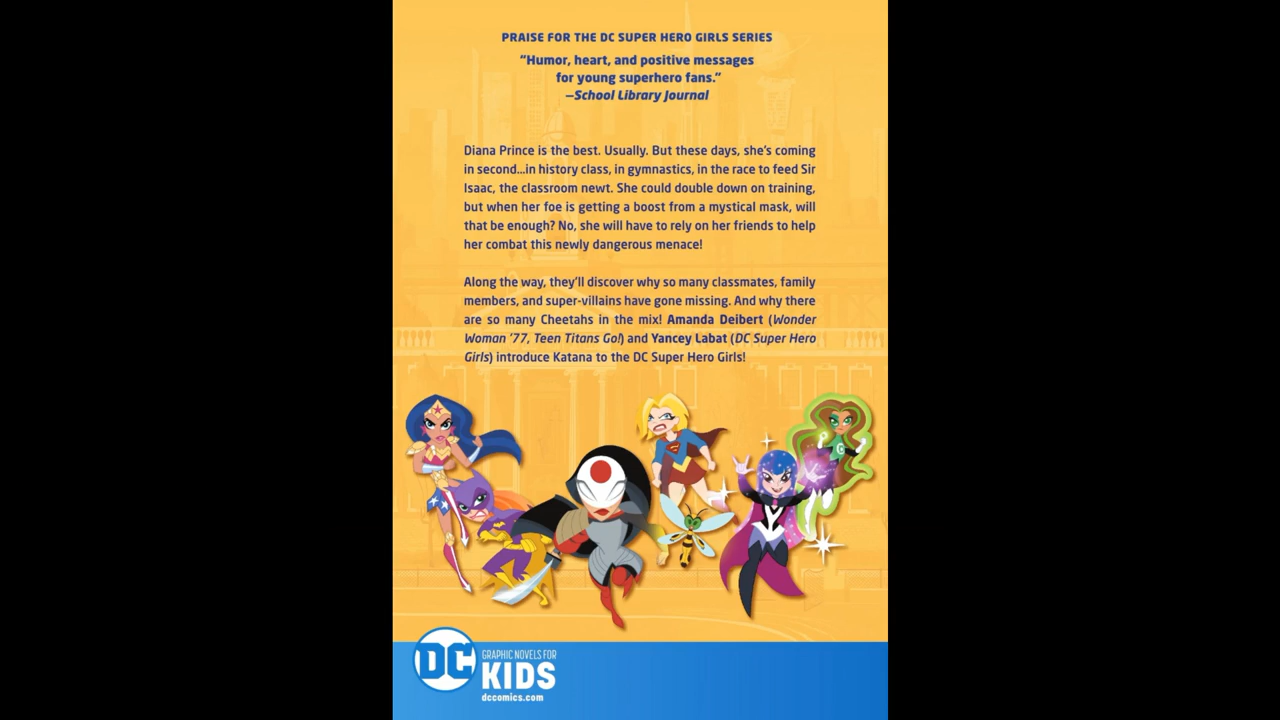 PRAISE FOR THE DC SUPER HERO GIRLS SERIES
“Humor, heart, and positive messages
for young superhero fans.”
—School Library Journal
Diana Prince is the best. Usually. But these days, she’s coming
in second...in history class, in gymnastics, in the race to feed Sir
Isaac, the classroom newt. She could double down on training,
but when her foe is getting a boost from a mystical mask, will
that be enough? No, she will have to rely on her friends to help
her combat this newly dangerous menace!
Along the way, they’ll discover why so many classmates, family
members, and super-villains have gone missing. And why there
are so many Cheetahs in the mix! Amanda Deibert (Wonder
Woman ’77, Teen Titans Go!) and Yancey Labat (DC Super Hero
Girls) introduce Katana to the DC Super Hero Girls!
DC
GRAPHIC NOVELS FOR
KIDS
dccomics.com